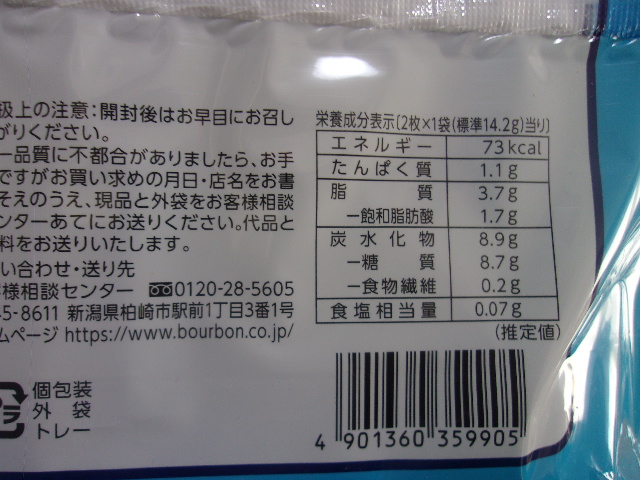 扱上の注意:開封後はお早目にお召し
がりください。
一品質に不都合がありましたら、お手
ですがお買い求めの月日・店名をお書
そえのうえ、現品と外袋をお客様相談
ンターあてにお送りください。代品と
料をお送りいたします。
い合わせ・送り先
客様相談センター 0120-28-5605
45-8611 新潟県柏崎市駅前1丁目3番1号
ムページ https://www.bourbon.co.jp/
プラ
個包装
外袋
トレー
栄養成分表示〔2枚×1袋(標準14.2g)当り〕
エネルギー 73kcal
たんぱく質 1.1g
脂質 3.7g
－飽和脂肪酸 1.7g
炭水化物 8.9g
－糖質 8.7g
－食物繊維 0.2g
食塩相当量 0.07g
(推定値)
4 901360 359905